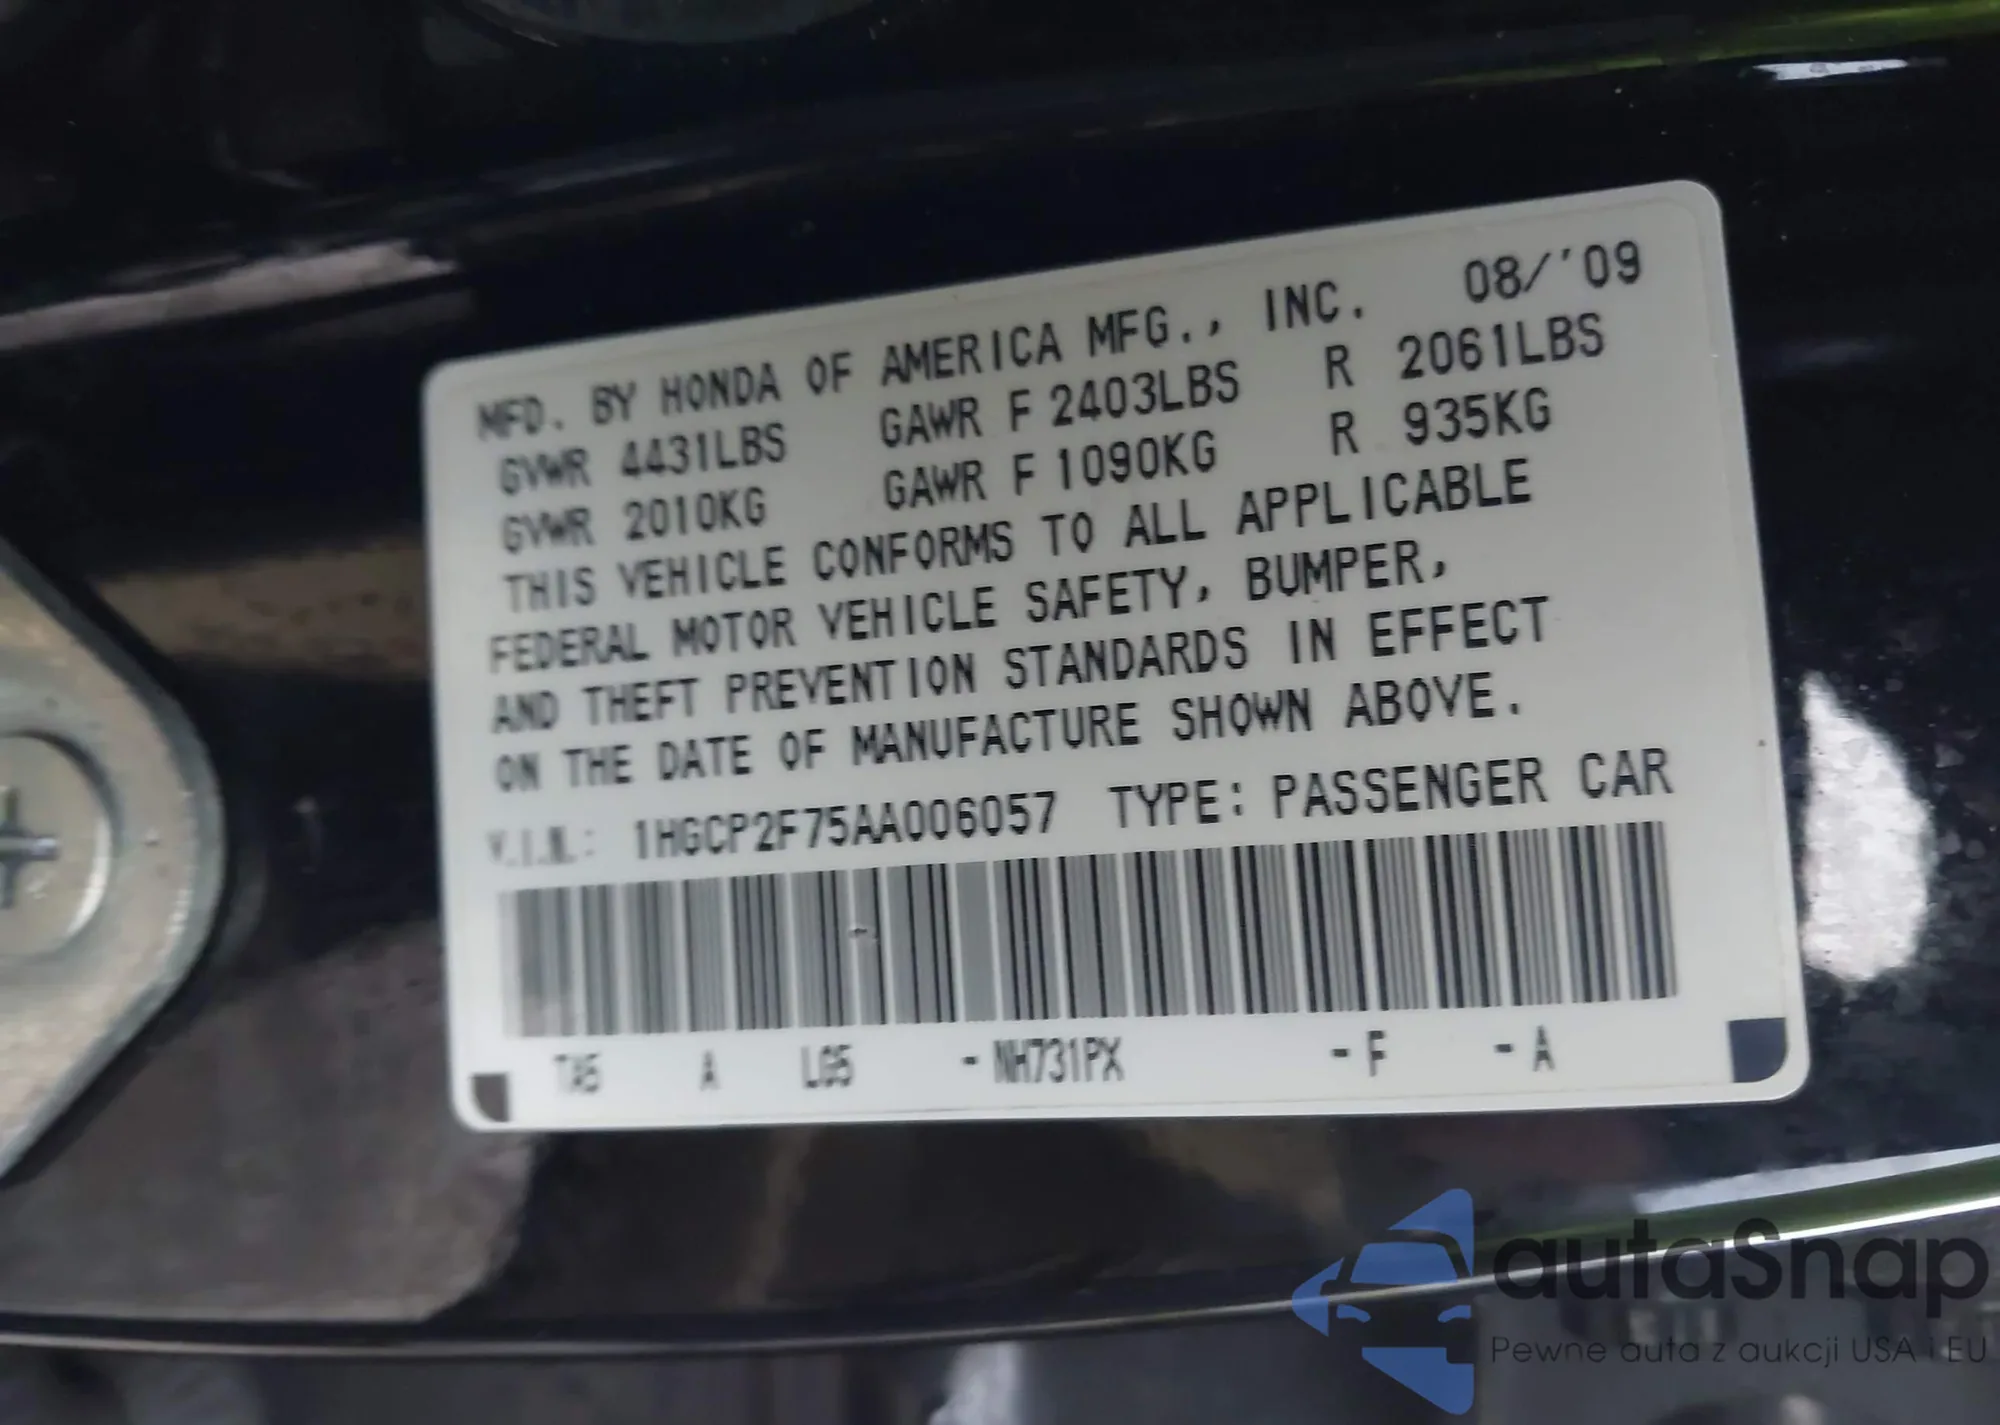 MFD. BY HONDA OF AMERICA MFG., INC. 08/'09
GVWR 4431LBS GAWR F 2403LBS R 2061LBS
GVWR 2010KG GAWR F 1090KG R 935KG
THIS VEHICLE CONFORMS TO ALL APPLICABLE
FEDERAL MOTOR VEHICLE SAFETY, BUMPER,
AND THEFT PREVENTION STANDARDS IN EFFECT
ON THE DATE OF MANUFACTURE SHOWN ABOVE.
V.I.N.: 1HGCP2F75AA006057 TYPE: PASSENGER CAR
TA5 A LG5 -NH731PX -F -A
autaSnap
Pewne auta z aukcji USA i EU